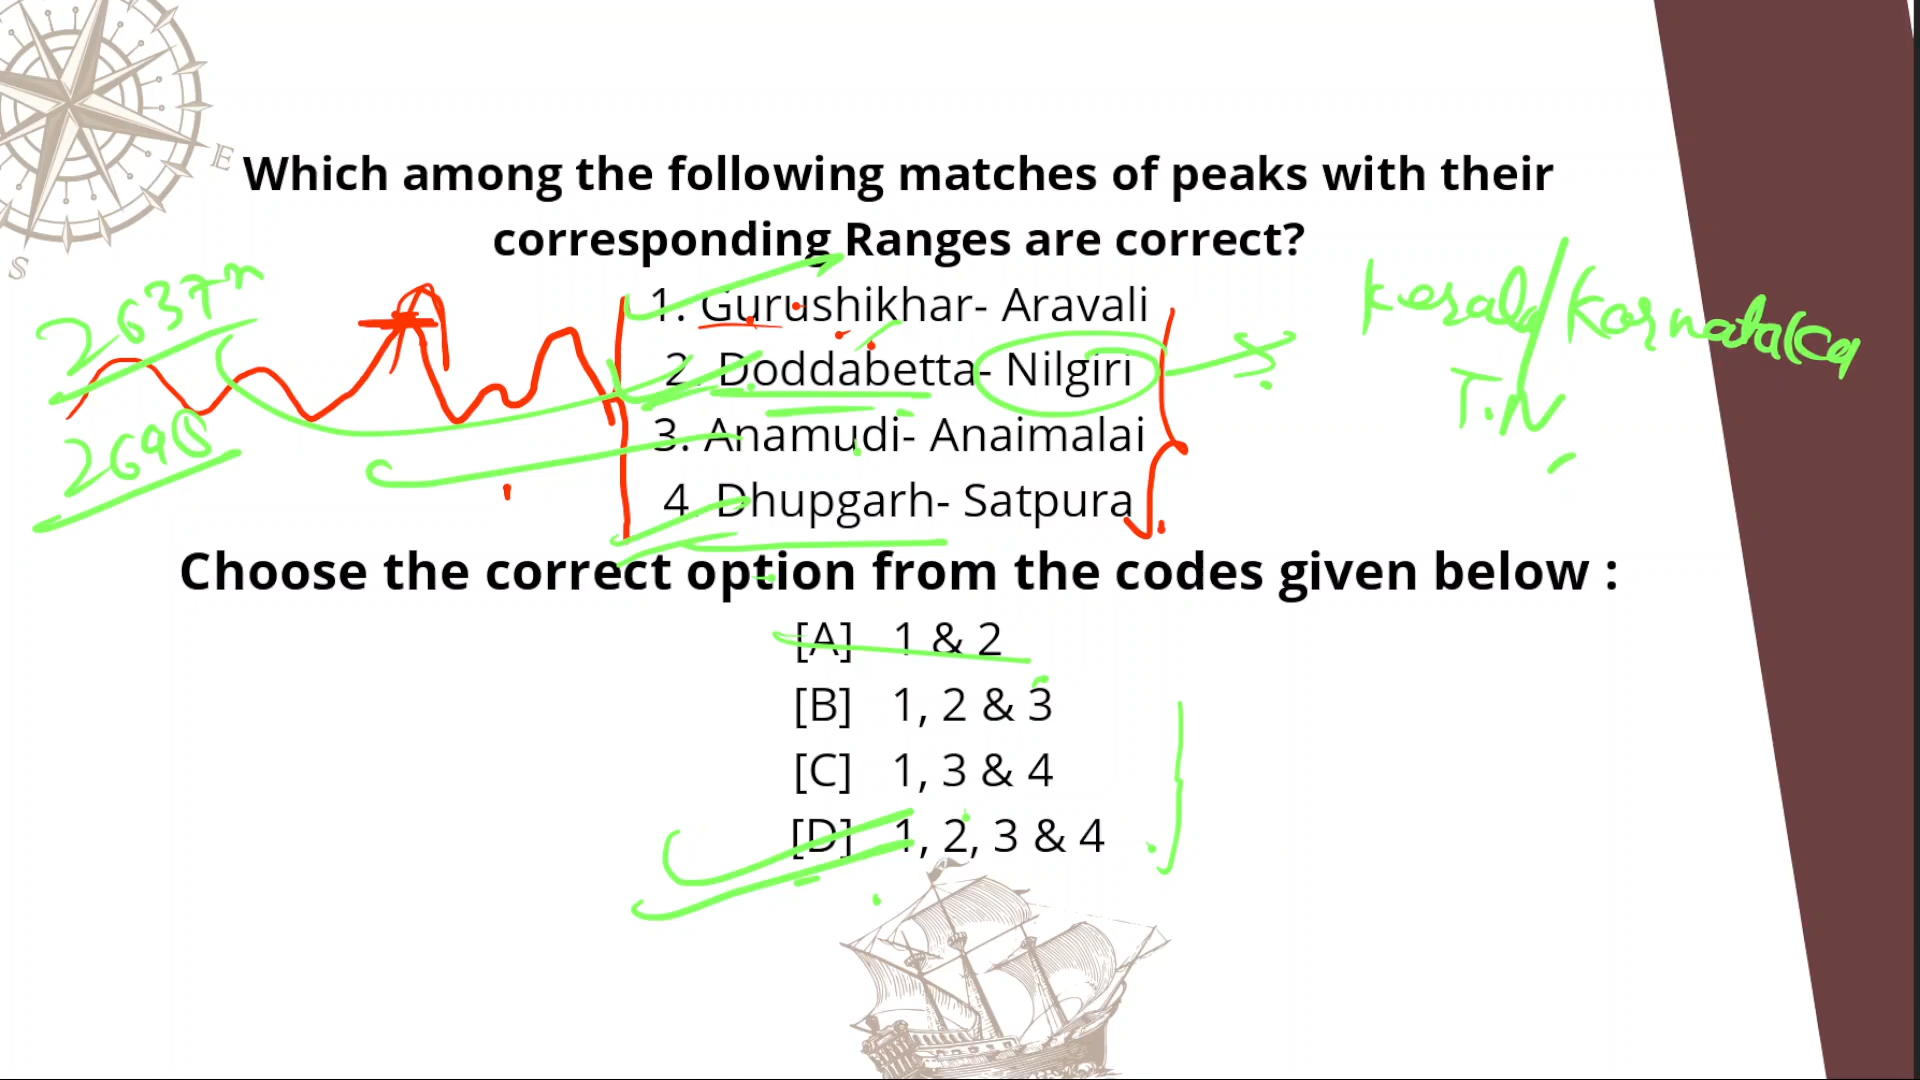 E
S
Which among the following matches of peaks with their
corresponding Ranges are correct?
1. Gurushikhar- Aravali
2. Doddabetta- Nilgiri
3. Anamudi- Anaimalai
4. Dhupgarh- Satpura
2637m
Kerala/Karnataka
T.N
Choose the correct option from the codes given below :
[A] 1 & 2
[B] 1, 2 & 3
[C] 1, 3 & 4
[D] 1, 2, 3 & 4